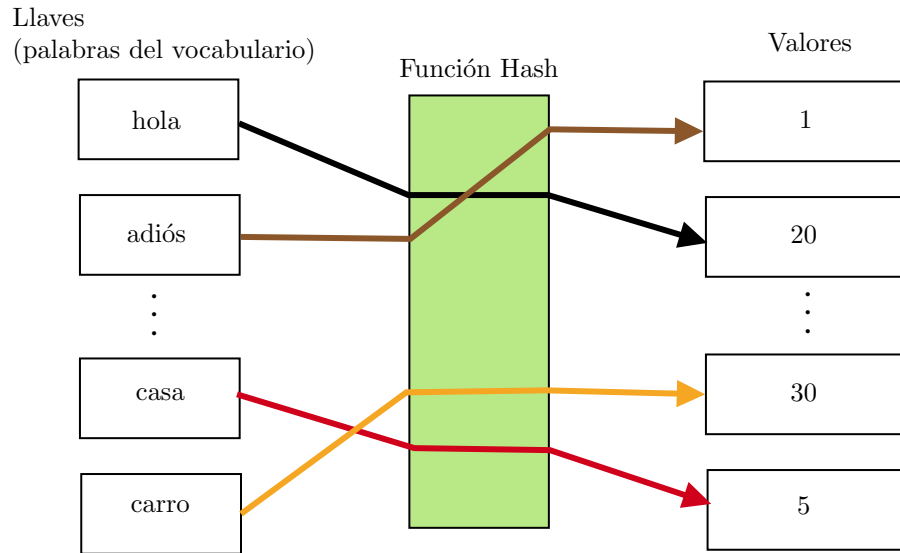 Llaves
(palabras del vocabulario)
Función Hash
Valores
hola
1
adiós
20
casa
30
carro
5